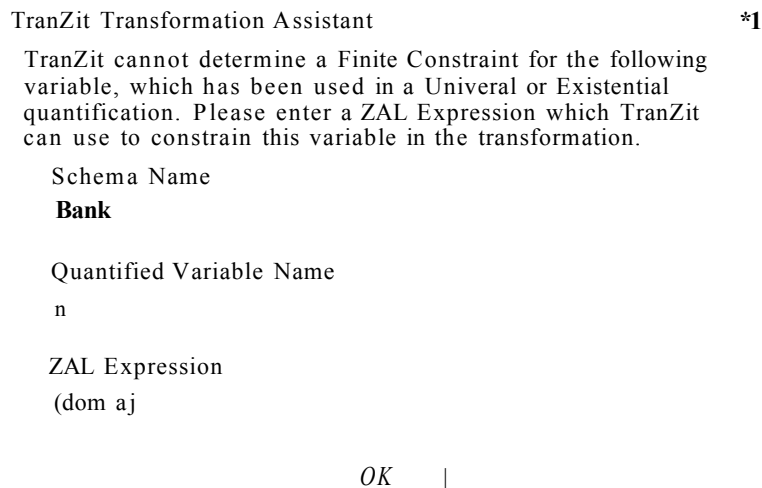 TranZit Transformation Assistant *1
TranZit cannot determine a Finite Constraint for the following
variable, which has been used in a Univeral or Existential
quantification. Please enter a ZAL Expression which TranZit
can use to constrain this variable in the transformation.
Schema Name
Bank
Quantified Variable Name
n
ZAL Expression
(dom aj
OK |